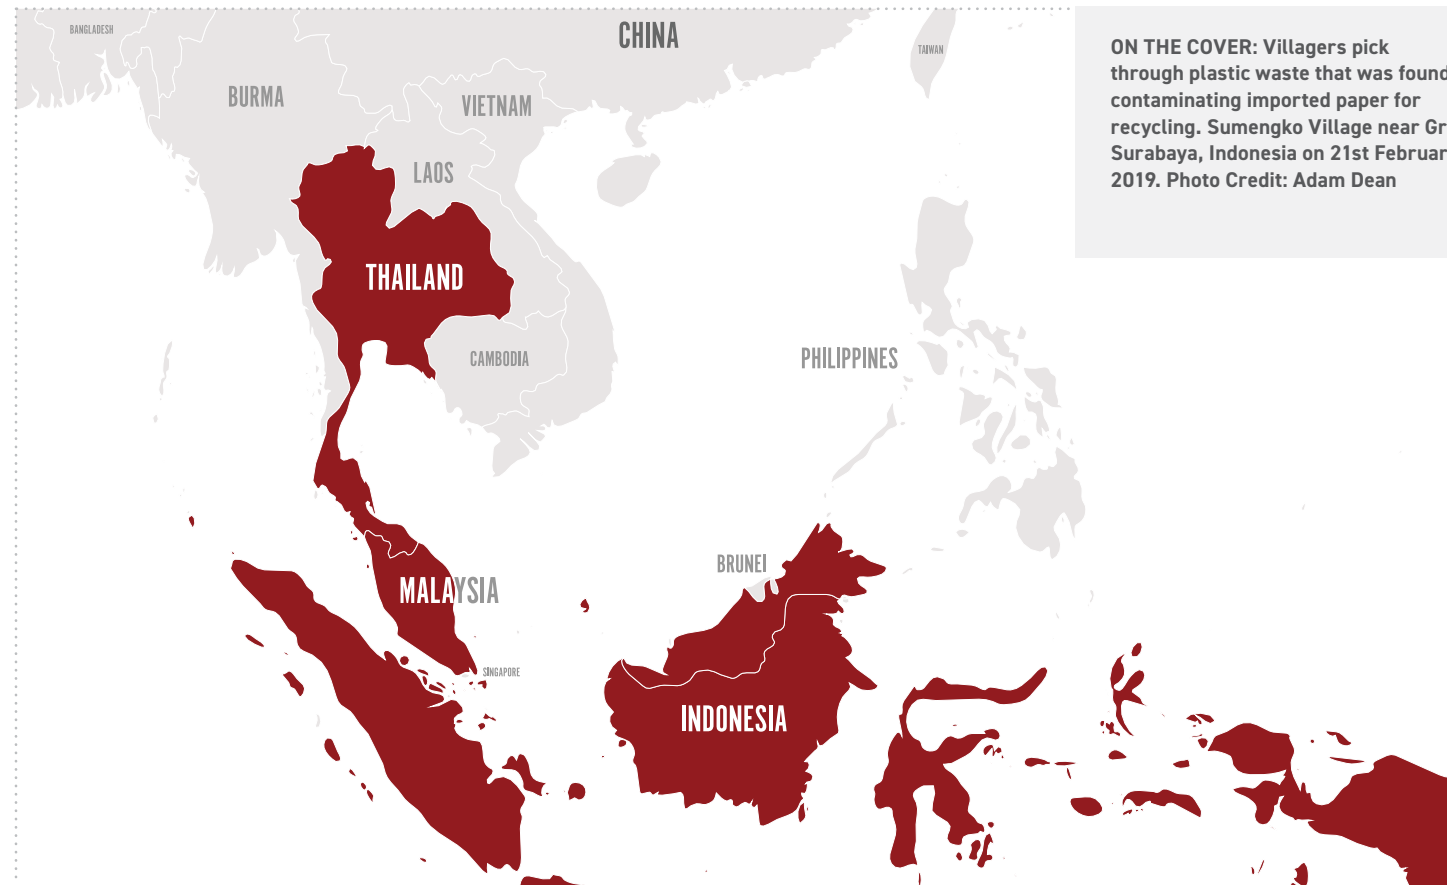 BANGLADESH
CHINA
TAIWAN
BURMA
VIETNAM
LAOS
THAILAND
CAMBODIA
PHILIPPINES
BRUNEI
MALAYSIA
SINGAPORE
INDONESIA
ON THE COVER: Villagers pick
through plastic waste that was found
contaminating imported paper for
recycling. Sumengko Village near Gr
Surabaya, Indonesia on 21st Februar
2019. Photo Credit: Adam Dean